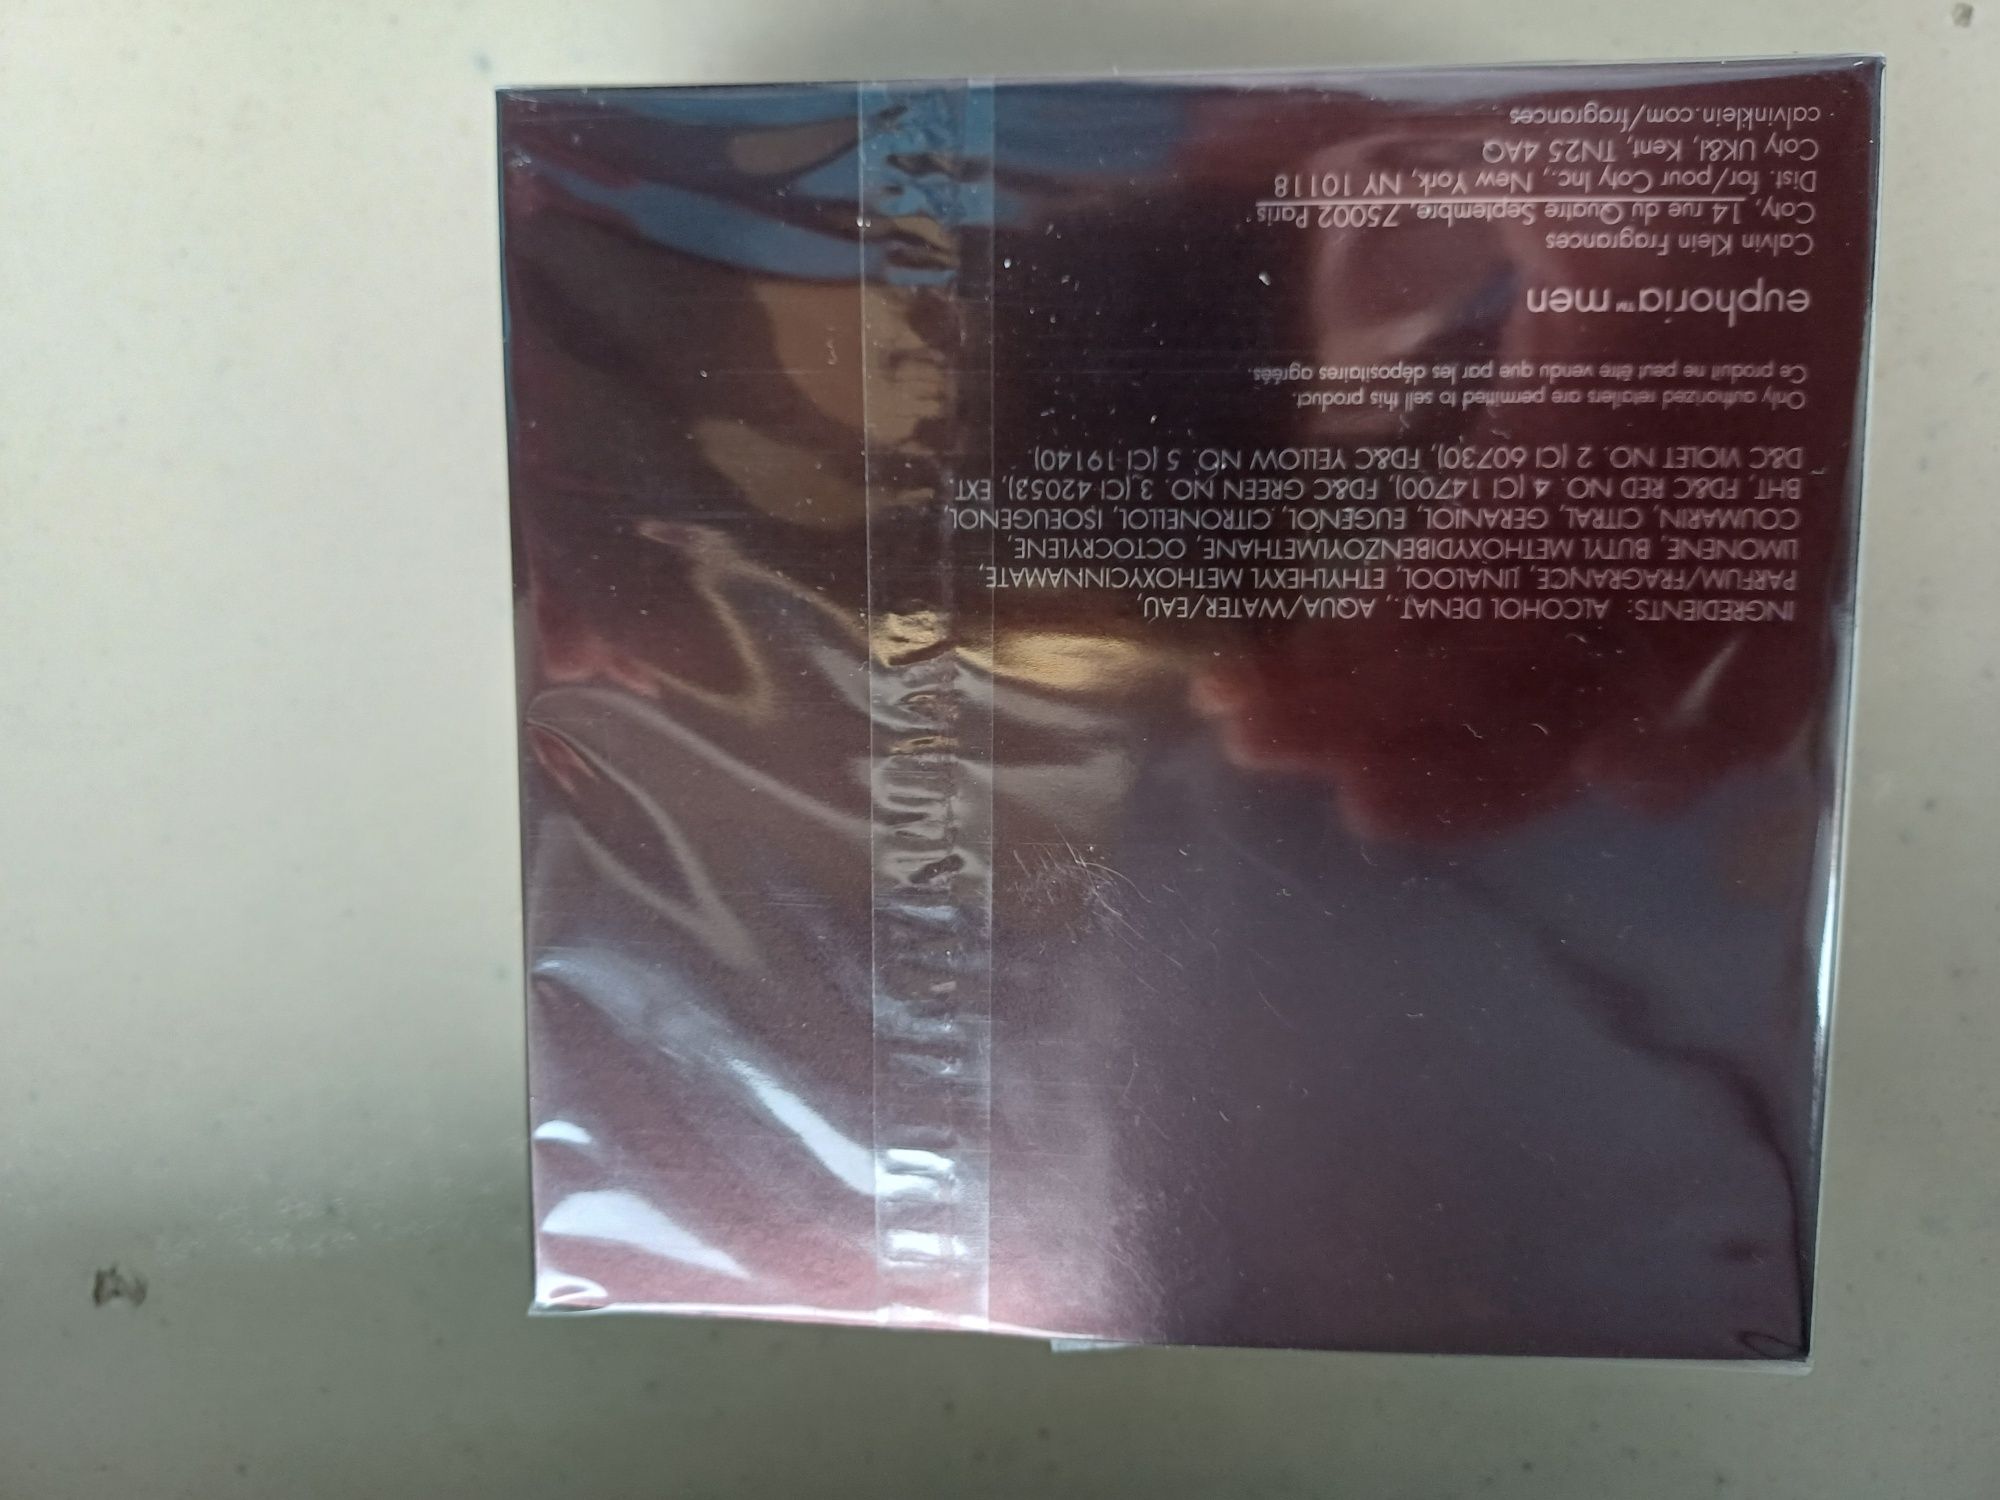 INGREDIENTS: ALCOHOL DENAT., AQUA/WATER/EAU,
PARFUM/FRAGRANCE, LINALOOL, ETHYLHEXYL METHOXYCINNAMATE,
LIMONENE, BUTYL METHOXYDIBENZOYLMETHANE, OCTOCRYLENE,
COUMARIN, CITRAL, GERANIOL, EUGENOL, CITRONELLOL, ISOEUGENOL,
BHT, FD&C RED NO. 4 (CI 14700), FD&C GREEN NO. 3 (CI 42053), EXT.
D&C VIOLET NO. 2 (CI 60730), FD&C YELLOW NO. 5 (CI 19140).
Only authorized retailers are permitted to sell this product.
Ce produit ne peut être vendu que par les dépositaires agréés.
euphoria™ men
Calvin Klein Fragrances
Coty, 14 rue du Quatre Septembre, 75002 Paris
Dist. for/pour Coty Inc., New York, NY 10118
Coty UK&I, Kent, TN25 4AQ
calvinklein.com/fragrances